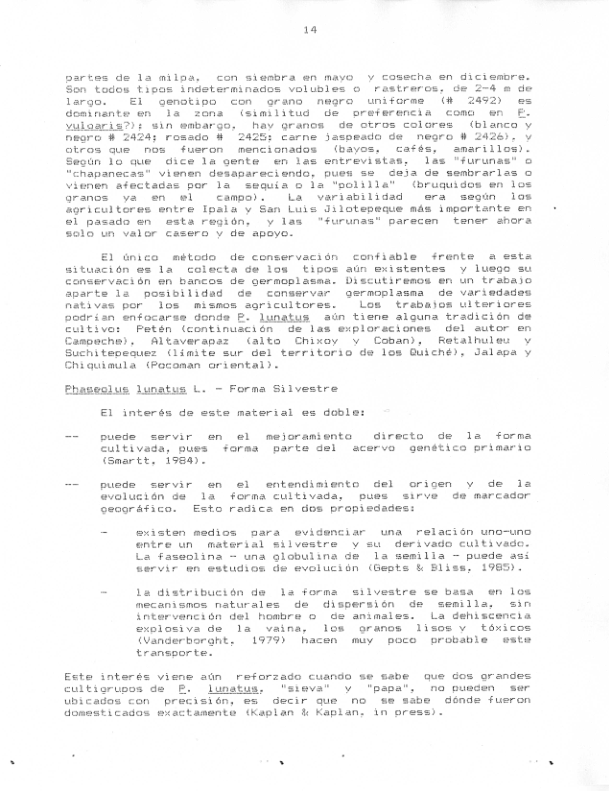 14
partes de la milpa, con siembra en mayo y cosecha en diciembre.
Son todos tipos indeterminados volubles o rastreros, de 2-4 m de
largo. El genotipo con grano negro uniforme (# 2492) es
dominante en la zona (similitud de preferencia como en P.
vulgaris?); sin embargo, hay granos de otros colores (blanco y
negro # 2424; rosado # 2425; carne jaspeado de negro # 2426), y
otros que nos fueron mencionados (bayos, cafés, amarillos).
Según lo que dice la gente en las entrevistas, las "furunas" o
"chapanecas" vienen desapareciendo, pues se deja de sembrarlas o
vienen afectadas por la sequía o la "polilla" (bruquidos en los
granos ya en el campo). La variabilidad era según los
agricultores entre Ipala y San Luis Jilotepeque más importante en
el pasado en esta región, y las "furunas" parecen tener ahora
solo un valor casero y de apoyo.
El único método de conservación confiable frente a esta
situación es la colecta de los tipos aún existentes y luego su
conservación en bancos de germoplasma. Discutiremos en un trabajo
aparte la posibilidad de conservar germoplasma de variedades
nativas por los mismos agricultores. Los trabajos ulteriores
podrían enfocarse donde P. lunatus aún tiene alguna tradición de
cultivo: Petén (continuación de las exploraciones del autor en
Campeche), Altaverapaz (alto Chixoy y Coban), Retalhuleu y
Suchitepequez (límite sur del territorio de los Quiché), Jalapa y
Chiquimula (Pocoman oriental).
Phaseolus lunatus L. - Forma Silvestre
El interés de este material es doble:
-- puede servir en el mejoramiento directo de la forma
cultivada, pues forma parte del acervo genético primario
(Smartt, 1984).
-- puede servir en el entendimiento del origen y de la
evolución de la forma cultivada, pues sirve de marcador
geográfico. Esto radica en dos propiedades:
- existen medios para evidenciar una relación uno-uno
entre un material silvestre y su derivado cultivado.
La faseolina - una globulina de la semilla - puede así
servir en estudios de evolución (Gepts & Bliss, 1985).
- la distribución de la forma silvestre se basa en los
mecanismos naturales de dispersión de semilla, sin
intervención del hombre o de animales. La dehiscencia
explosiva de la vaina, los granos lisos y tóxicos
(Vanderborght, 1979) hacen muy poco probable este
transporte.
Este interés viene aún reforzado cuando se sabe que dos grandes
cultigrupos de P. lunatus, "sieva" y "papa", no pueden ser
ubicados con precisión, es decir que no se sabe dónde fueron
domesticados exactamente (Kaplan & Kaplan, in press).